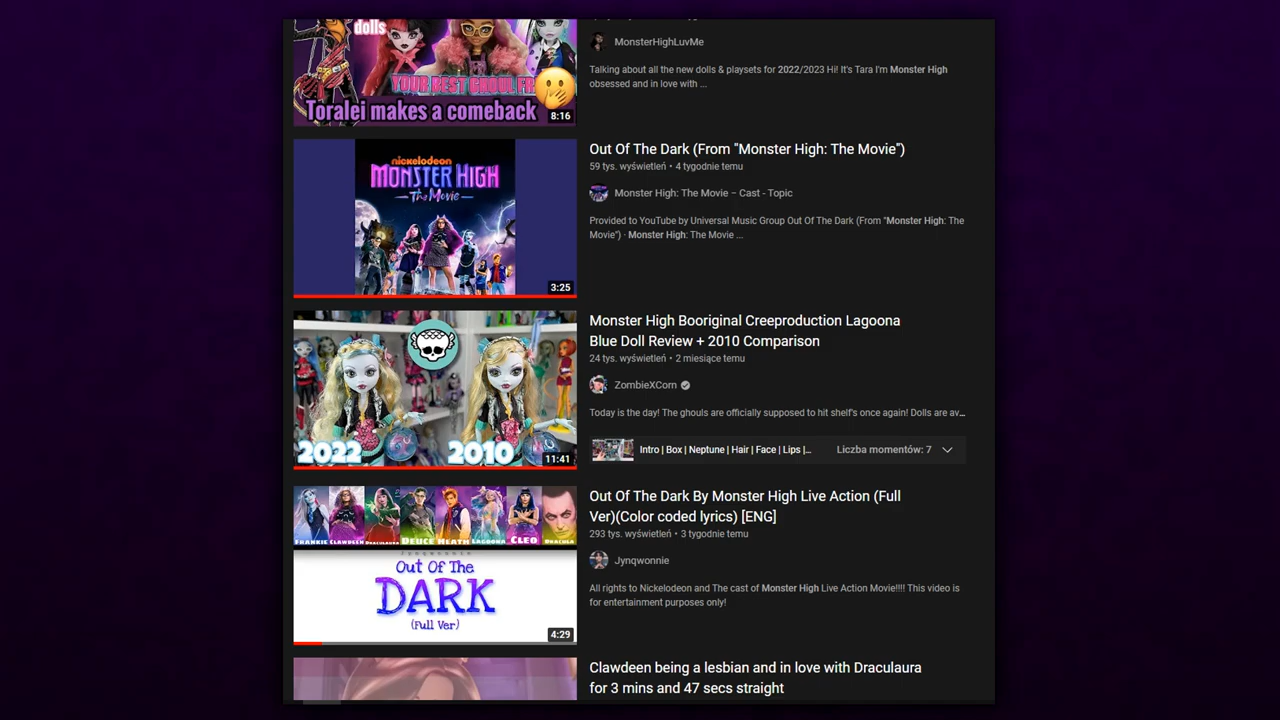 dolls
YOUR BEST GHOUL FR
Toralei makes a comeback
8:16
MonsterHighLuvMe
Talking about all the new dolls & playsets for 2022/2023 Hi! It's Tara I'm Monster High
obsessed and in love with ...
nickelodeon
MONSTER HIGH
The Movie
3:25
Out Of The Dark (From "Monster High: The Movie")
59 tys. wyświetleń • 4 tygodnie temu
Monster High: The Movie – Cast - Topic
Provided to YouTube by Universal Music Group Out Of The Dark (From "Monster High: The
Movie") · Monster High: The Movie ...
2022
2010
11:41
Monster High Booriginal Creeproduction Lagoona
Blue Doll Review + 2010 Comparison
24 tys. wyświetleń • 2 miesiące temu
ZombieXCorn
Today is the day! The ghouls are officially supposed to hit shelf's once again! Dolls are av...
Intro | Box | Neptune | Hair | Face | Lips |...
Liczba momentów: 7
FRANKIE CLAWDEEN DRACULAURA DEUCE HEATH LAGOONA CLEO DRACULA
Jynqwonnie
Out Of The
DARK
(Full Ver)
4:29
Out Of The Dark By Monster High Live Action (Full
Ver)(Color coded lyrics) [ENG]
293 tys. wyświetleń • 3 tygodnie temu
Jynqwonnie
All rights to Nickelodeon and The cast of Monster High Live Action Movie!!!! This video is
for entertainment purposes only!
Clawdeen being a lesbian and in love with Draculaura
for 3 mins and 47 secs straight